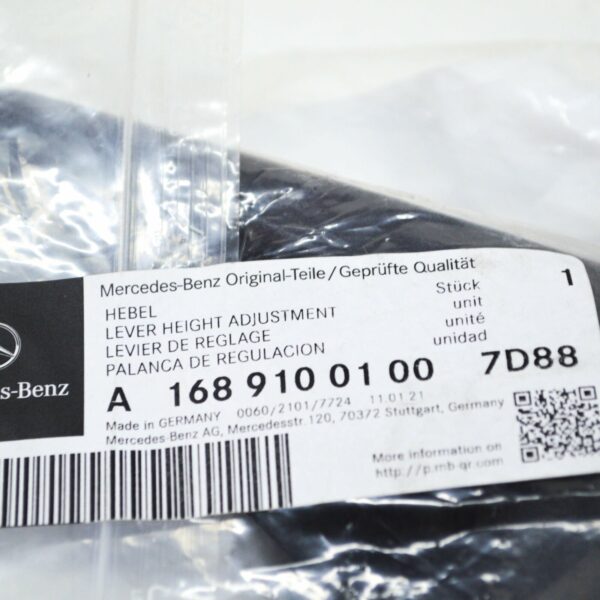 Mercedes-Benz Original-Teile/Geprüfte Qualität
HEBEL Stück 1
LEVER HEIGHT ADJUSTMENT unit
LEVIER DE REGLAGE unité
PALANCA DE REGULACION unidad
A 168 910 01 00 7D88
s-Benz
Made in GERMANY 0060/2101/7724 11.01.21
Mercedes-Benz AG, Mercedesstr.120, 70372 Stuttgart, Germany
More information on
http://p.mb-qr.com